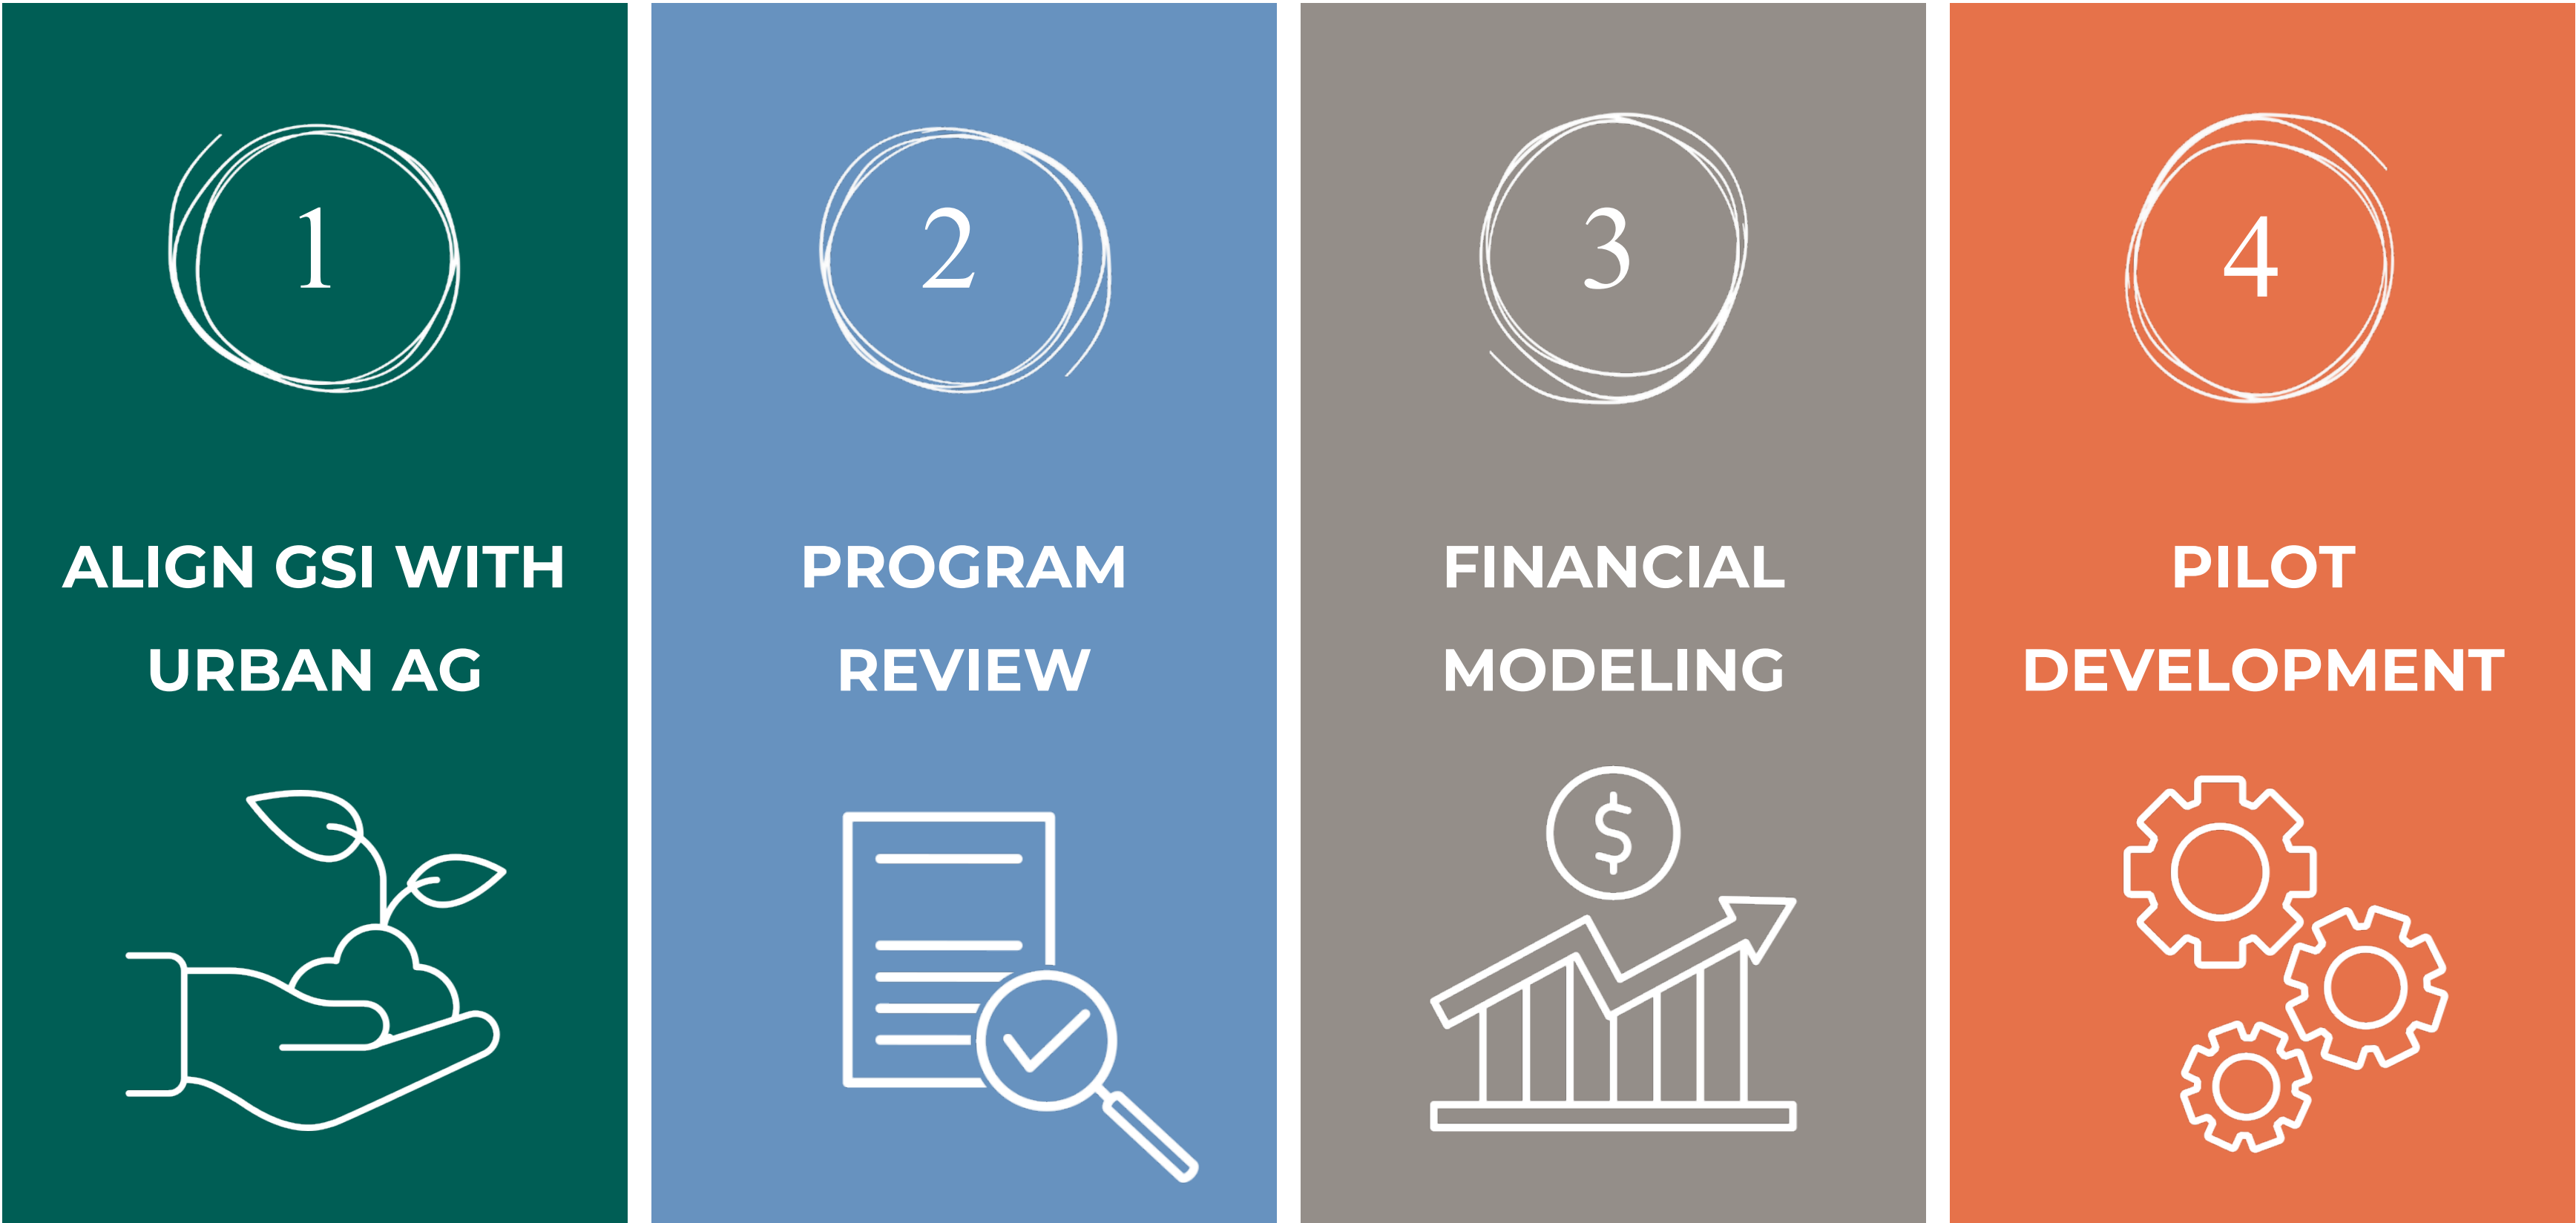 1
ALIGN GSI WITH
URBAN AG
2
PROGRAM
REVIEW
3
FINANCIAL
MODELING
$
4
PILOT
DEVELOPMENT